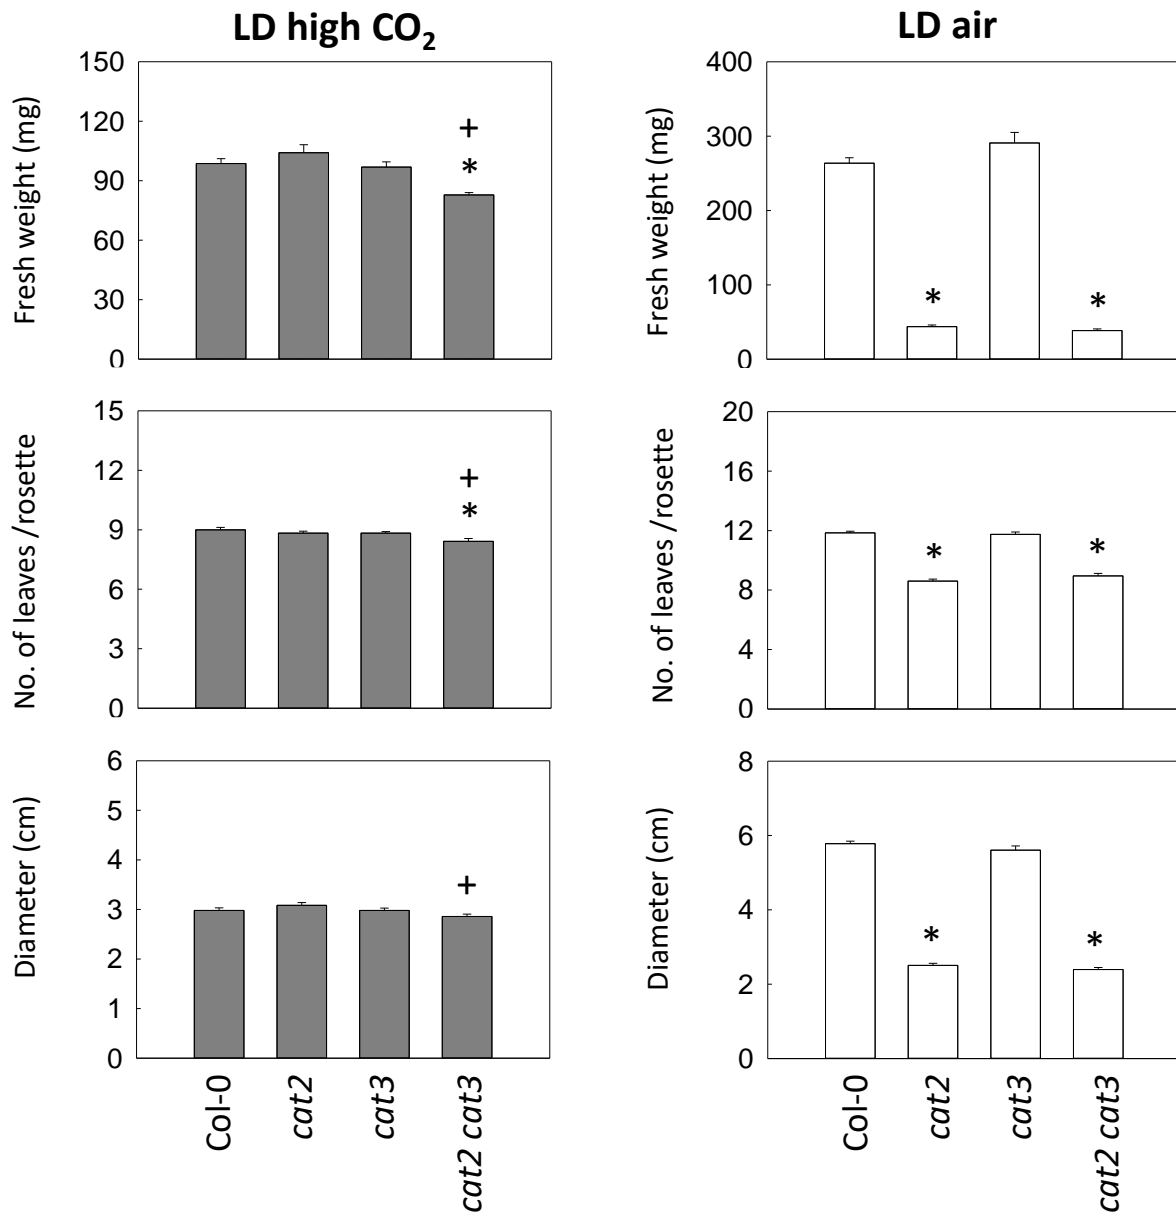 LD high CO₂
LD air
Fresh weight (mg)
150
120
90
60
30
0
+
*
Fresh weight (mg)
400
300
200
100
0
*
*
No. of leaves /rosette
15
12
9
6
3
0
+
*
No. of leaves /rosette
20
16
12
8
4
0
*
*
Diameter (cm)
6
5
4
3
2
1
0
+
Diameter (cm)
8
6
4
2
0
*
*
Col-0
cat2
cat3
cat2 cat3
Col-0
cat2
cat3
cat2 cat3